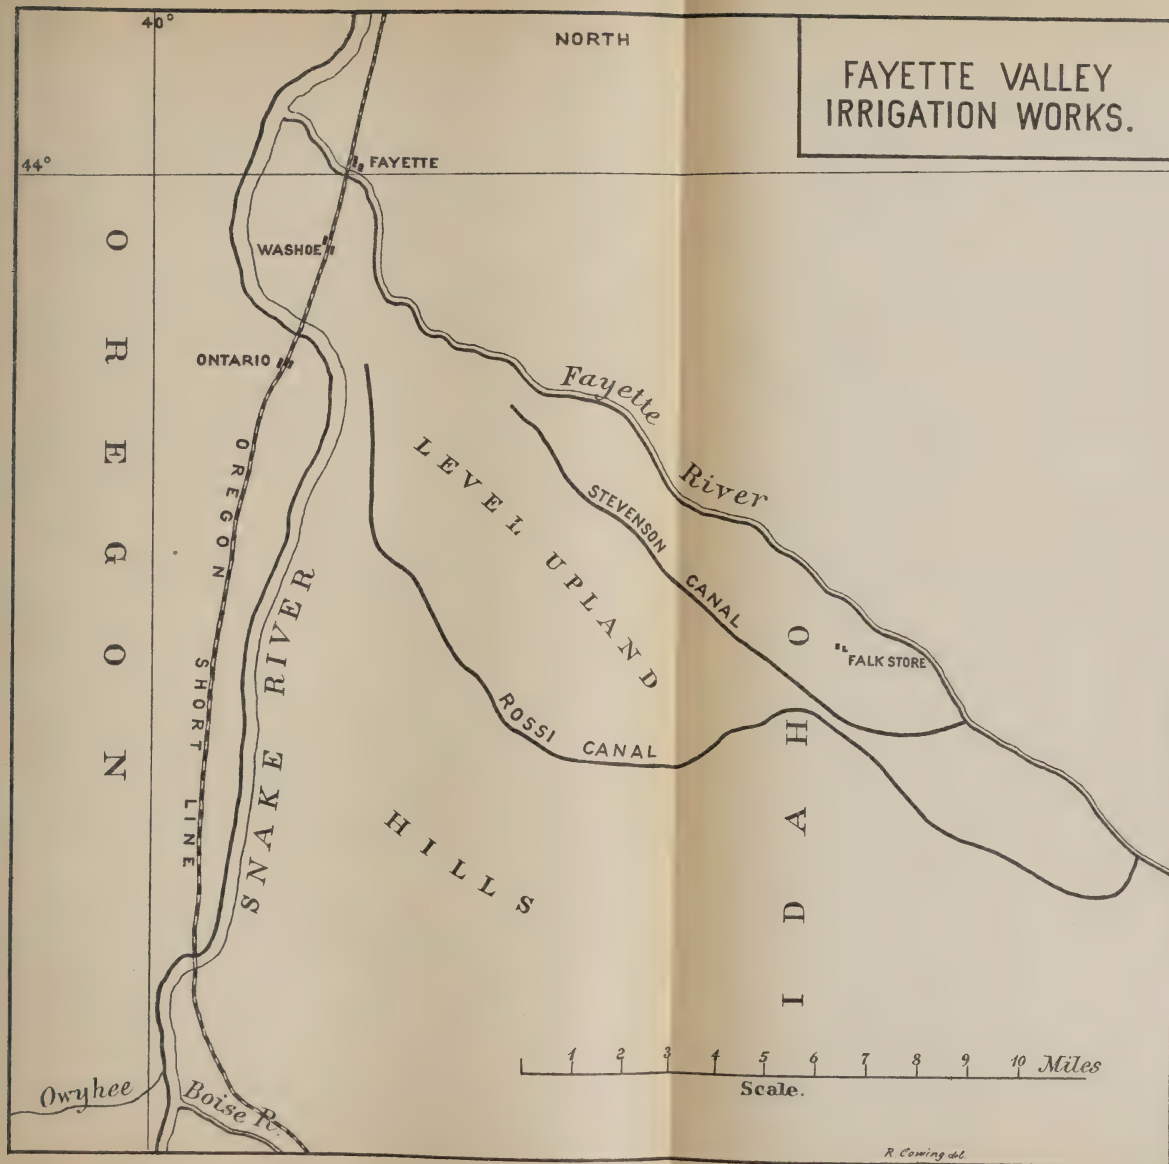 40°
NORTH
FAYETTE VALLEY
IRRIGATION WORKS.
44°
FAYETTE
WASHOE
ONTARIO
OREGON
OREGON SHORT LINE
SNAKE RIVER
Fayette River
LEVEL UPLAND
STEVENSON CANAL
FALK STORE
ROSSI CANAL
HILLS
IDAHO
1 2 3 4 5 6 7 8 9 10 Miles
Scale.
Owyhee
Boise R.
R. Cowing del.